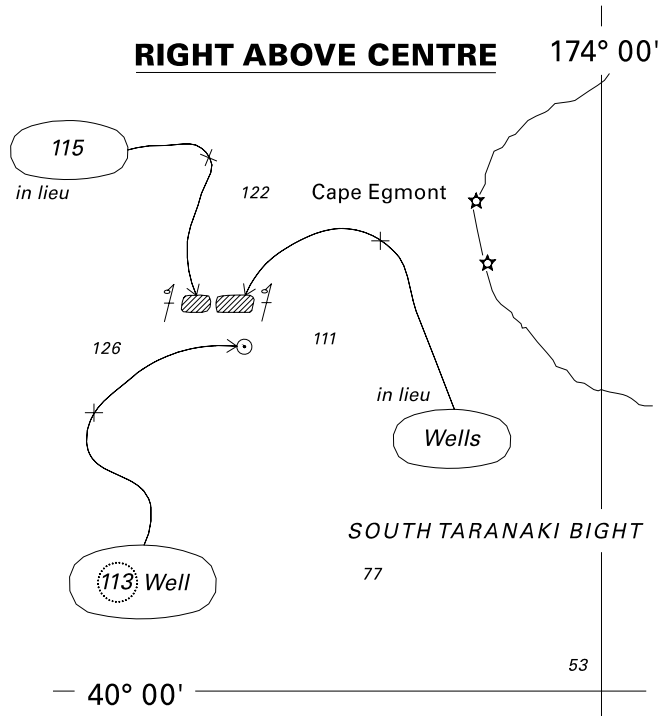 RIGHT ABOVE CENTRE
174° 00'
115
in lieu
122
Cape Egmont
126
111
in lieu
Wells
SOUTH TARANAKI BIGHT
113 Well
77
53
40° 00'